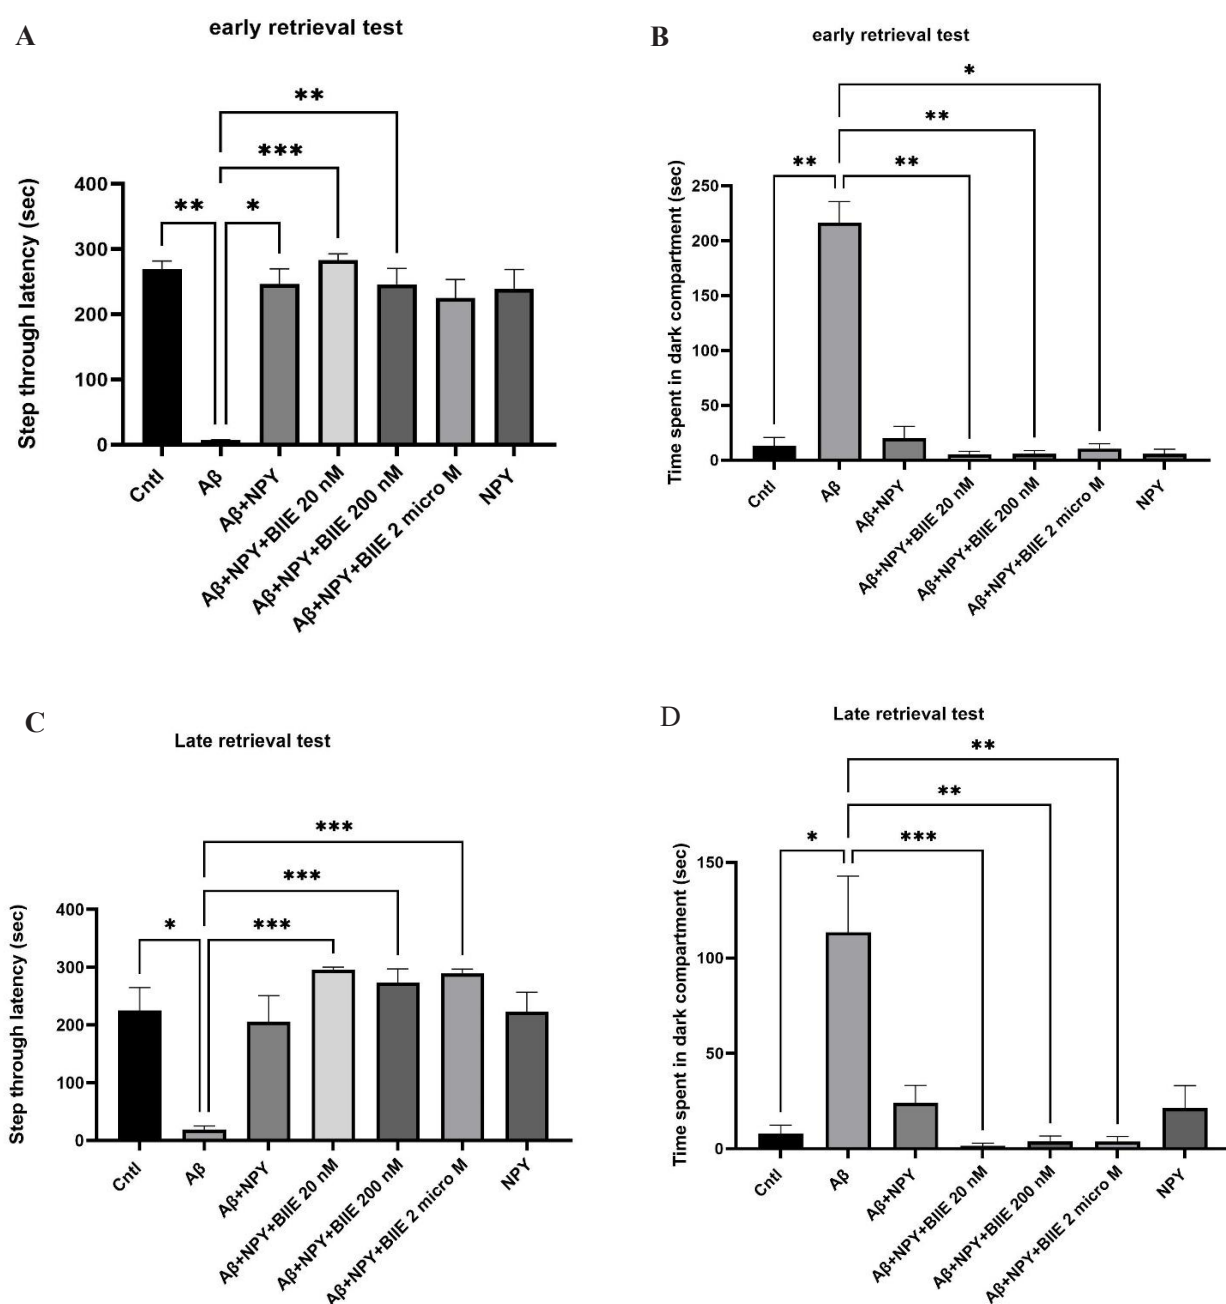 A
early retrieval test
**
***
**
*
Step through latency (sec)
400
300
200
100
0
Cntl
Aβ
Aβ+NPY
Aβ+NPY+BIIE 20 nM
Aβ+NPY+BIIE 200 nM
Aβ+NPY+BIIE 2 micro M
NPY
B
early retrieval test
*
**
**
**
Time spent in dark compartment (sec)
250
200
150
100
50
0
Cntl
Aβ
Aβ+NPY
Aβ+NPY+BIIE 20 nM
Aβ+NPY+BIIE 200 nM
Aβ+NPY+BIIE 2 micro M
NPY
C
Late retrieval test
***
***
*
***
Step through latency (sec)
400
300
200
100
0
Cntl
Aβ
Aβ+NPY
Aβ+NPY+BIIE 20 nM
Aβ+NPY+BIIE 200 nM
Aβ+NPY+BIIE 2 micro M
NPY
D
Late retrieval test
**
**
*
***
Time spent in dark compartment (sec)
150
100
50
0
Cntl
Aβ
Aβ+NPY
Aβ+NPY+BIIE 20 nM
Aβ+NPY+BIIE 200 nM
Aβ+NPY+BIIE 2 micro M
NPY